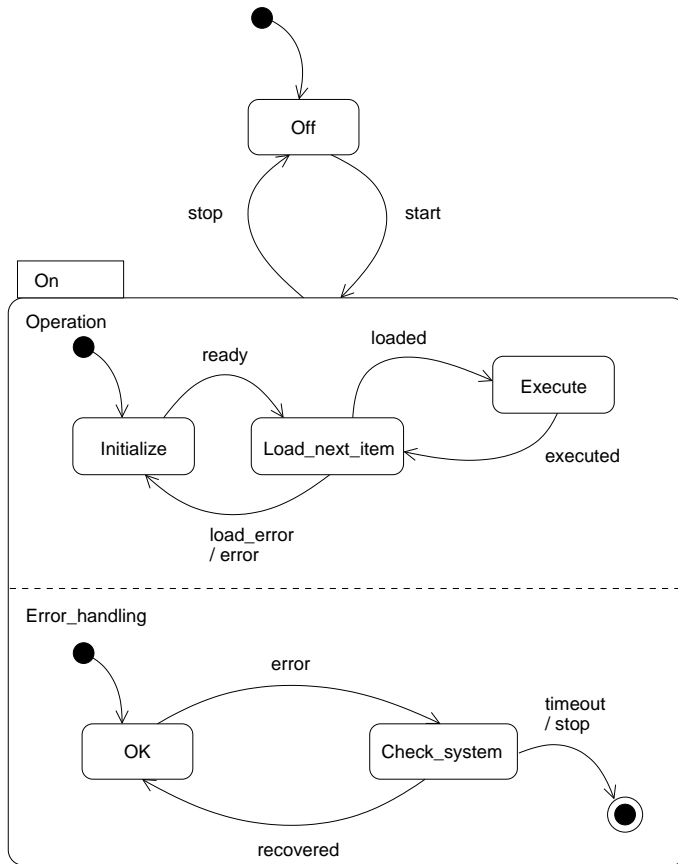 Off
stop
start
On
Operation
loaded
ready
Execute
Initialize
Load_next_item
executed
load_error
/ error
Error_handling
error
timeout
/ stop
OK
Check_system
recovered